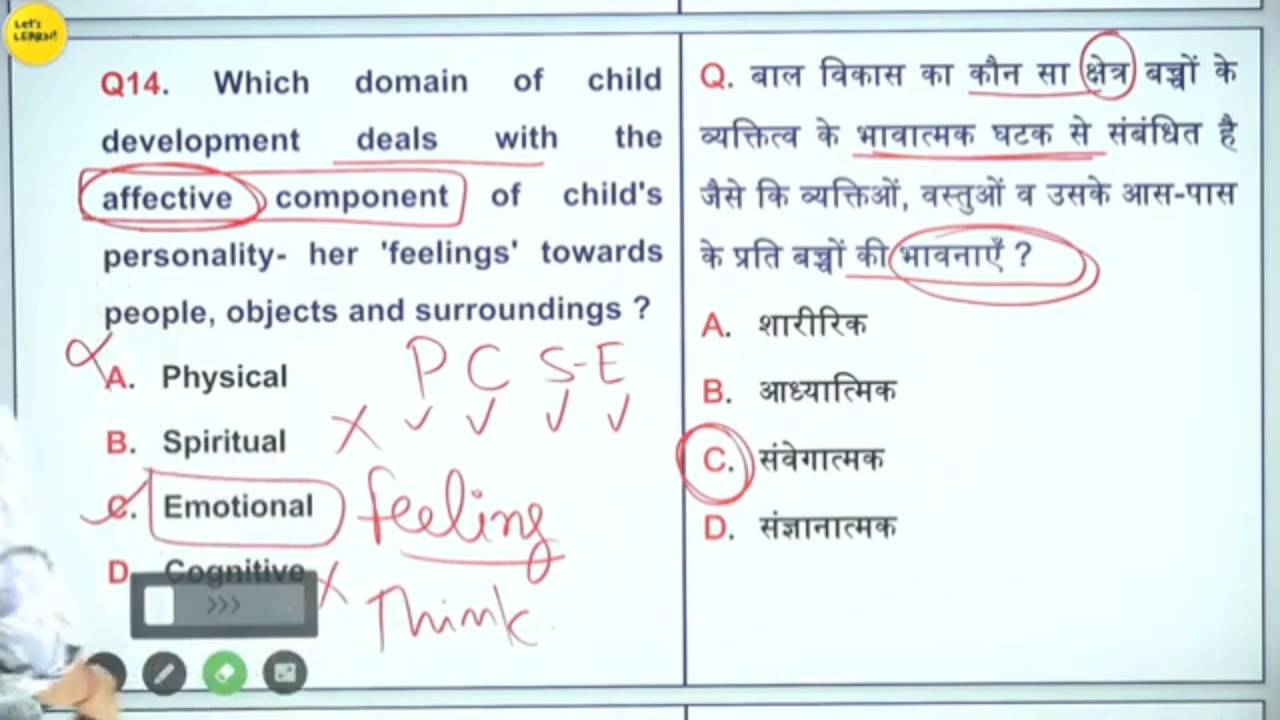 Let's
LEARN!
Q14. Which domain of child
development deals with the
affective component of child's
personality- her 'feelings' towards
people, objects and surroundings ?
A. Physical
B. Spiritual
C. Emotional
D. Cognitive
P C S-E
feeling
Think
>>>
Q. बाल विकास का कौन सा क्षेत्र बच्चों के
व्यक्तित्व के भावात्मक घटक से संबंधित है
जैसे कि व्यक्तिओं, वस्तुओं व उसके आस-पास
के प्रति बच्चों की भावनाएँ ?
A. शारीरिक
B. आध्यात्मिक
C. संवेगात्मक
D. संज्ञानात्मक